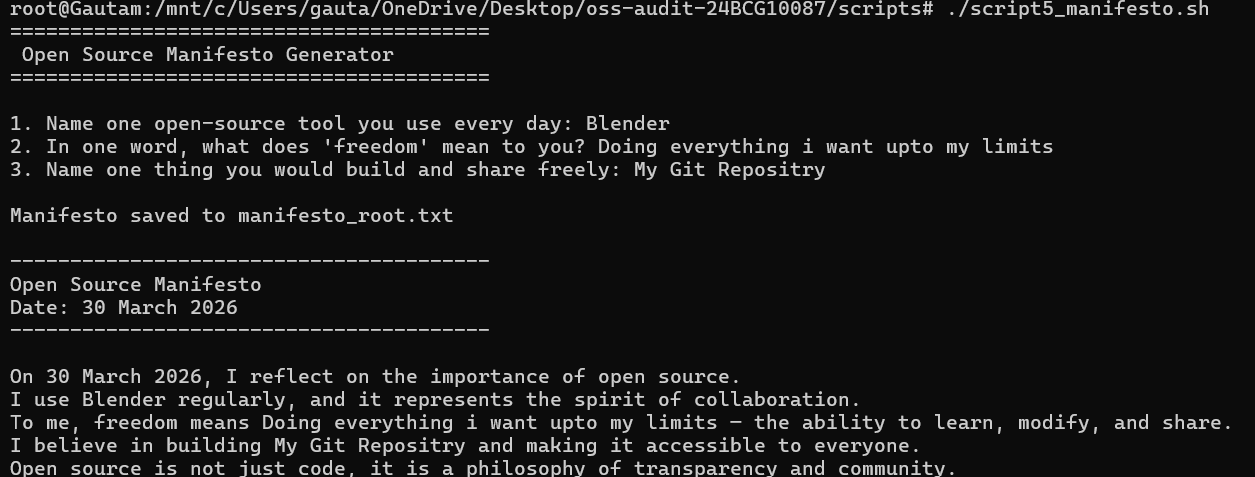 root@Gautam:/mnt/c/Users/gauta/OneDrive/Desktop/oss-audit-24BCG10087/scripts# ./script5_manifesto.sh
========================================
 Open Source Manifesto Generator
========================================
1. Name one open-source tool you use every day: Blender
2. In one word, what does 'freedom' mean to you? Doing everything i want upto my limits
3. Name one thing you would build and share freely: My Git Repositry
Manifesto saved to manifesto_root.txt
----------------------------------------
Open Source Manifesto
Date: 30 March 2026
----------------------------------------
On 30 March 2026, I reflect on the importance of open source.
I use Blender regularly, and it represents the spirit of collaboration.
To me, freedom means Doing everything i want upto my limits — the ability to learn, modify, and share.
I believe in building My Git Repositry and making it accessible to everyone.
Open source is not just code, it is a philosophy of transparency and community.